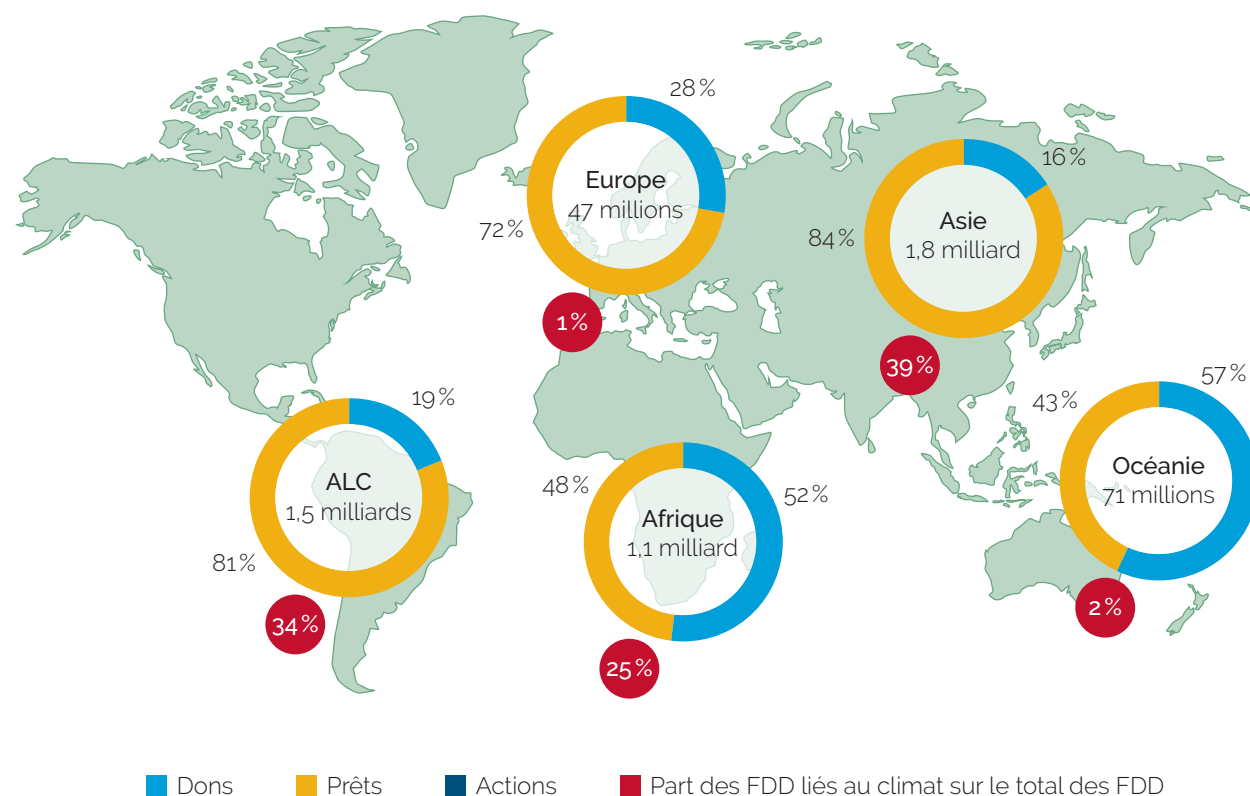 28 %
Europe
47 millions
72 %
1 %
16 %
Asie
1,8 milliard
84 %
39 %
57 %
43 %
Océanie
71 millions
2 %
19 %
ALC
1,5 milliards
81 %
34 %
48 %
52 %
Afrique
1,1 milliard
25 %
Dons Prêts Actions Part des FDD liés au climat sur le total des FDD